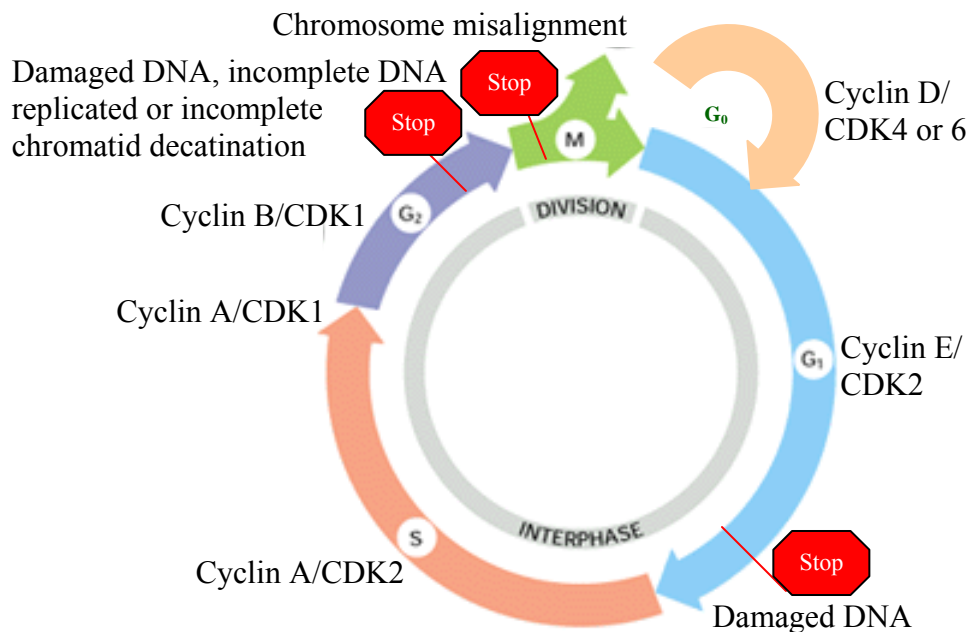 Chromosome misalignment
Damaged DNA, incomplete DNA
replicated or incomplete
chromatid decatination
Stop
Stop
M
G₀
Cyclin D/
CDK4 or 6
G₂
DIVISION
Cyclin B/CDK1
Cyclin A/CDK1
G₁
Cyclin E/
CDK2
S
INTERPHASE
Cyclin A/CDK2
Stop
Damaged DNA